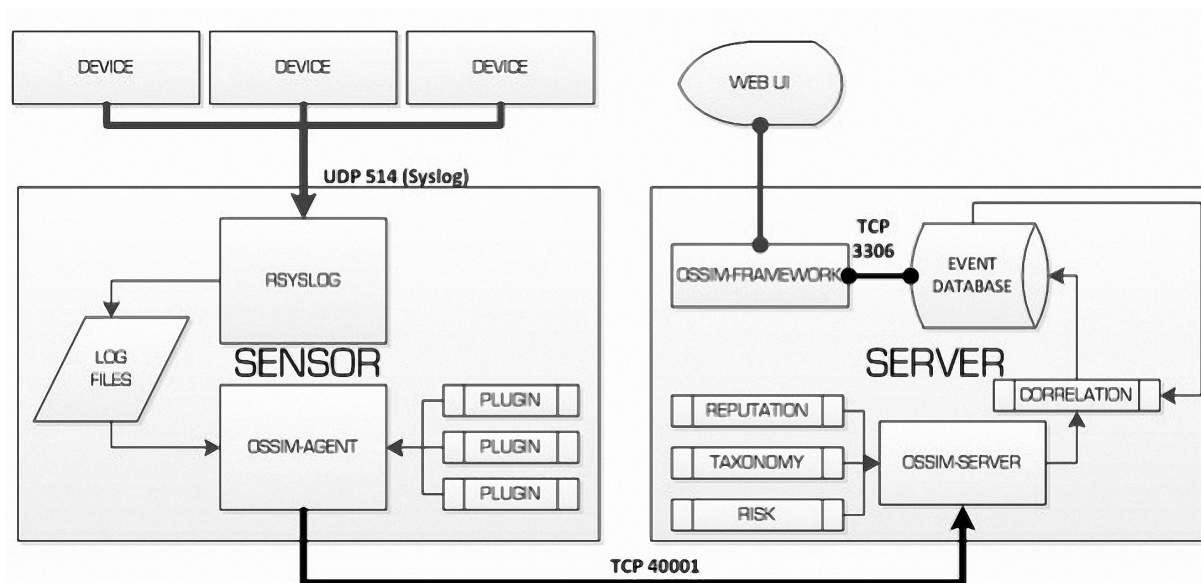 DEVICE
DEVICE
DEVICE
WEB UI
UDP 514 (Syslog)
RSYSLOG
LOG
FILES
SENSOR
OSSIM-AGENT
PLUGIN
PLUGIN
PLUGIN
TCP
3306
OSSIM-FRAMEWORK
EVENT
DATABASE
SERVER
CORRELATION
REPUTATION
TAXONOMY
RISK
OSSIM-SERVER
TCP 40001